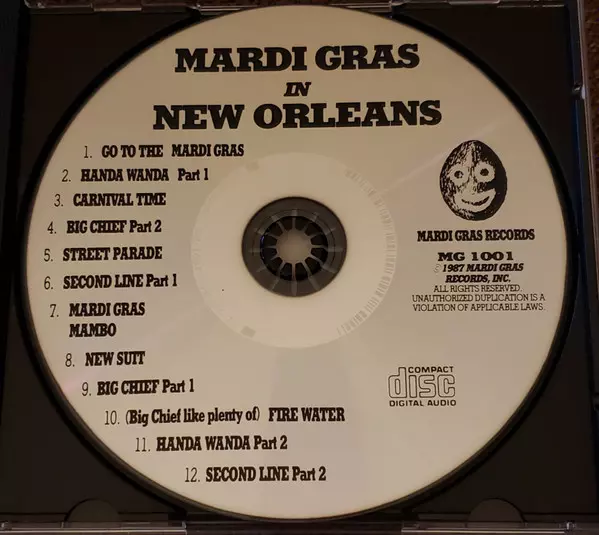 MARDI GRAS
IN
NEW ORLEANS
1. GO TO THE MARDI GRAS
2. HANDA WANDA Part 1
3. CARNIVAL TIME
4. BIG CHIEF Part 2
5. STREET PARADE
6. SECOND LINE Part 1
7. MARDI GRAS
MAMBO
8. NEW SUIT
9. BIG CHIEF Part 1
10. (Big Chief like plenty of) FIRE WATER
11. HANDA WANDA Part 2
12. SECOND LINE Part 2
MARDI GRAS RECORDS
MG 1001
© 1987 MARDI GRAS
RECORDS, INC.
ALL RIGHTS RESERVED.
UNAUTHORIZED DUPLICATION IS A
VIOLATION OF APPLICABLE LAWS.
COMPACT
disc
DIGITAL AUDIO